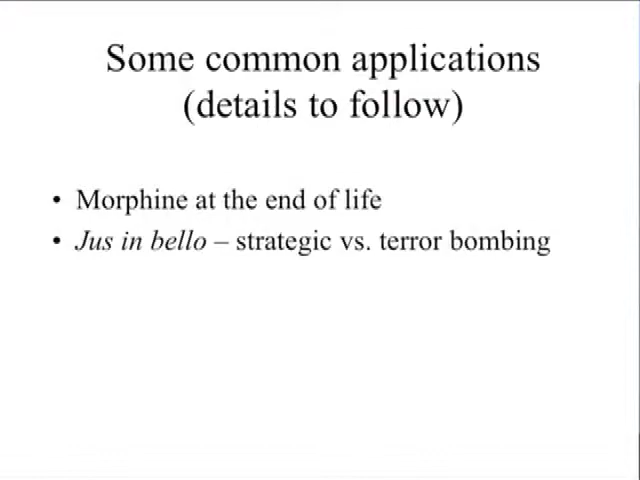 Some common applications
(details to follow)
• Morphine at the end of life
• Jus in bello – strategic vs. terror bombing